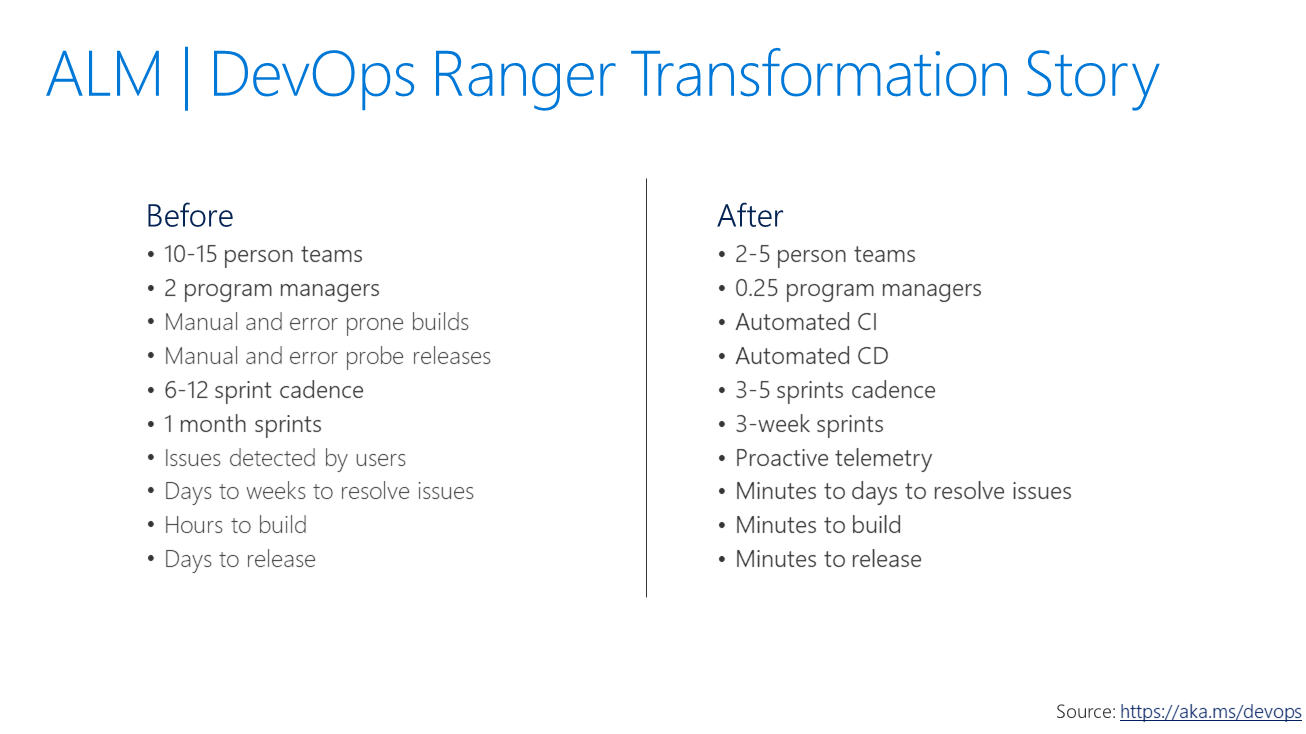 ALM | DevOps Ranger Transformation Story
Before
• 10-15 person teams
• 2 program managers
• Manual and error prone builds
• Manual and error probe releases
• 6-12 sprint cadence
• 1 month sprints
• Issues detected by users
• Days to weeks to resolve issues
• Hours to build
• Days to release
After
• 2-5 person teams
• 0.25 program managers
• Automated CI
• Automated CD
• 3-5 sprints cadence
• 3-week sprints
• Proactive telemetry
• Minutes to days to resolve issues
• Minutes to build
• Minutes to release
Source: https://aka.ms/devops